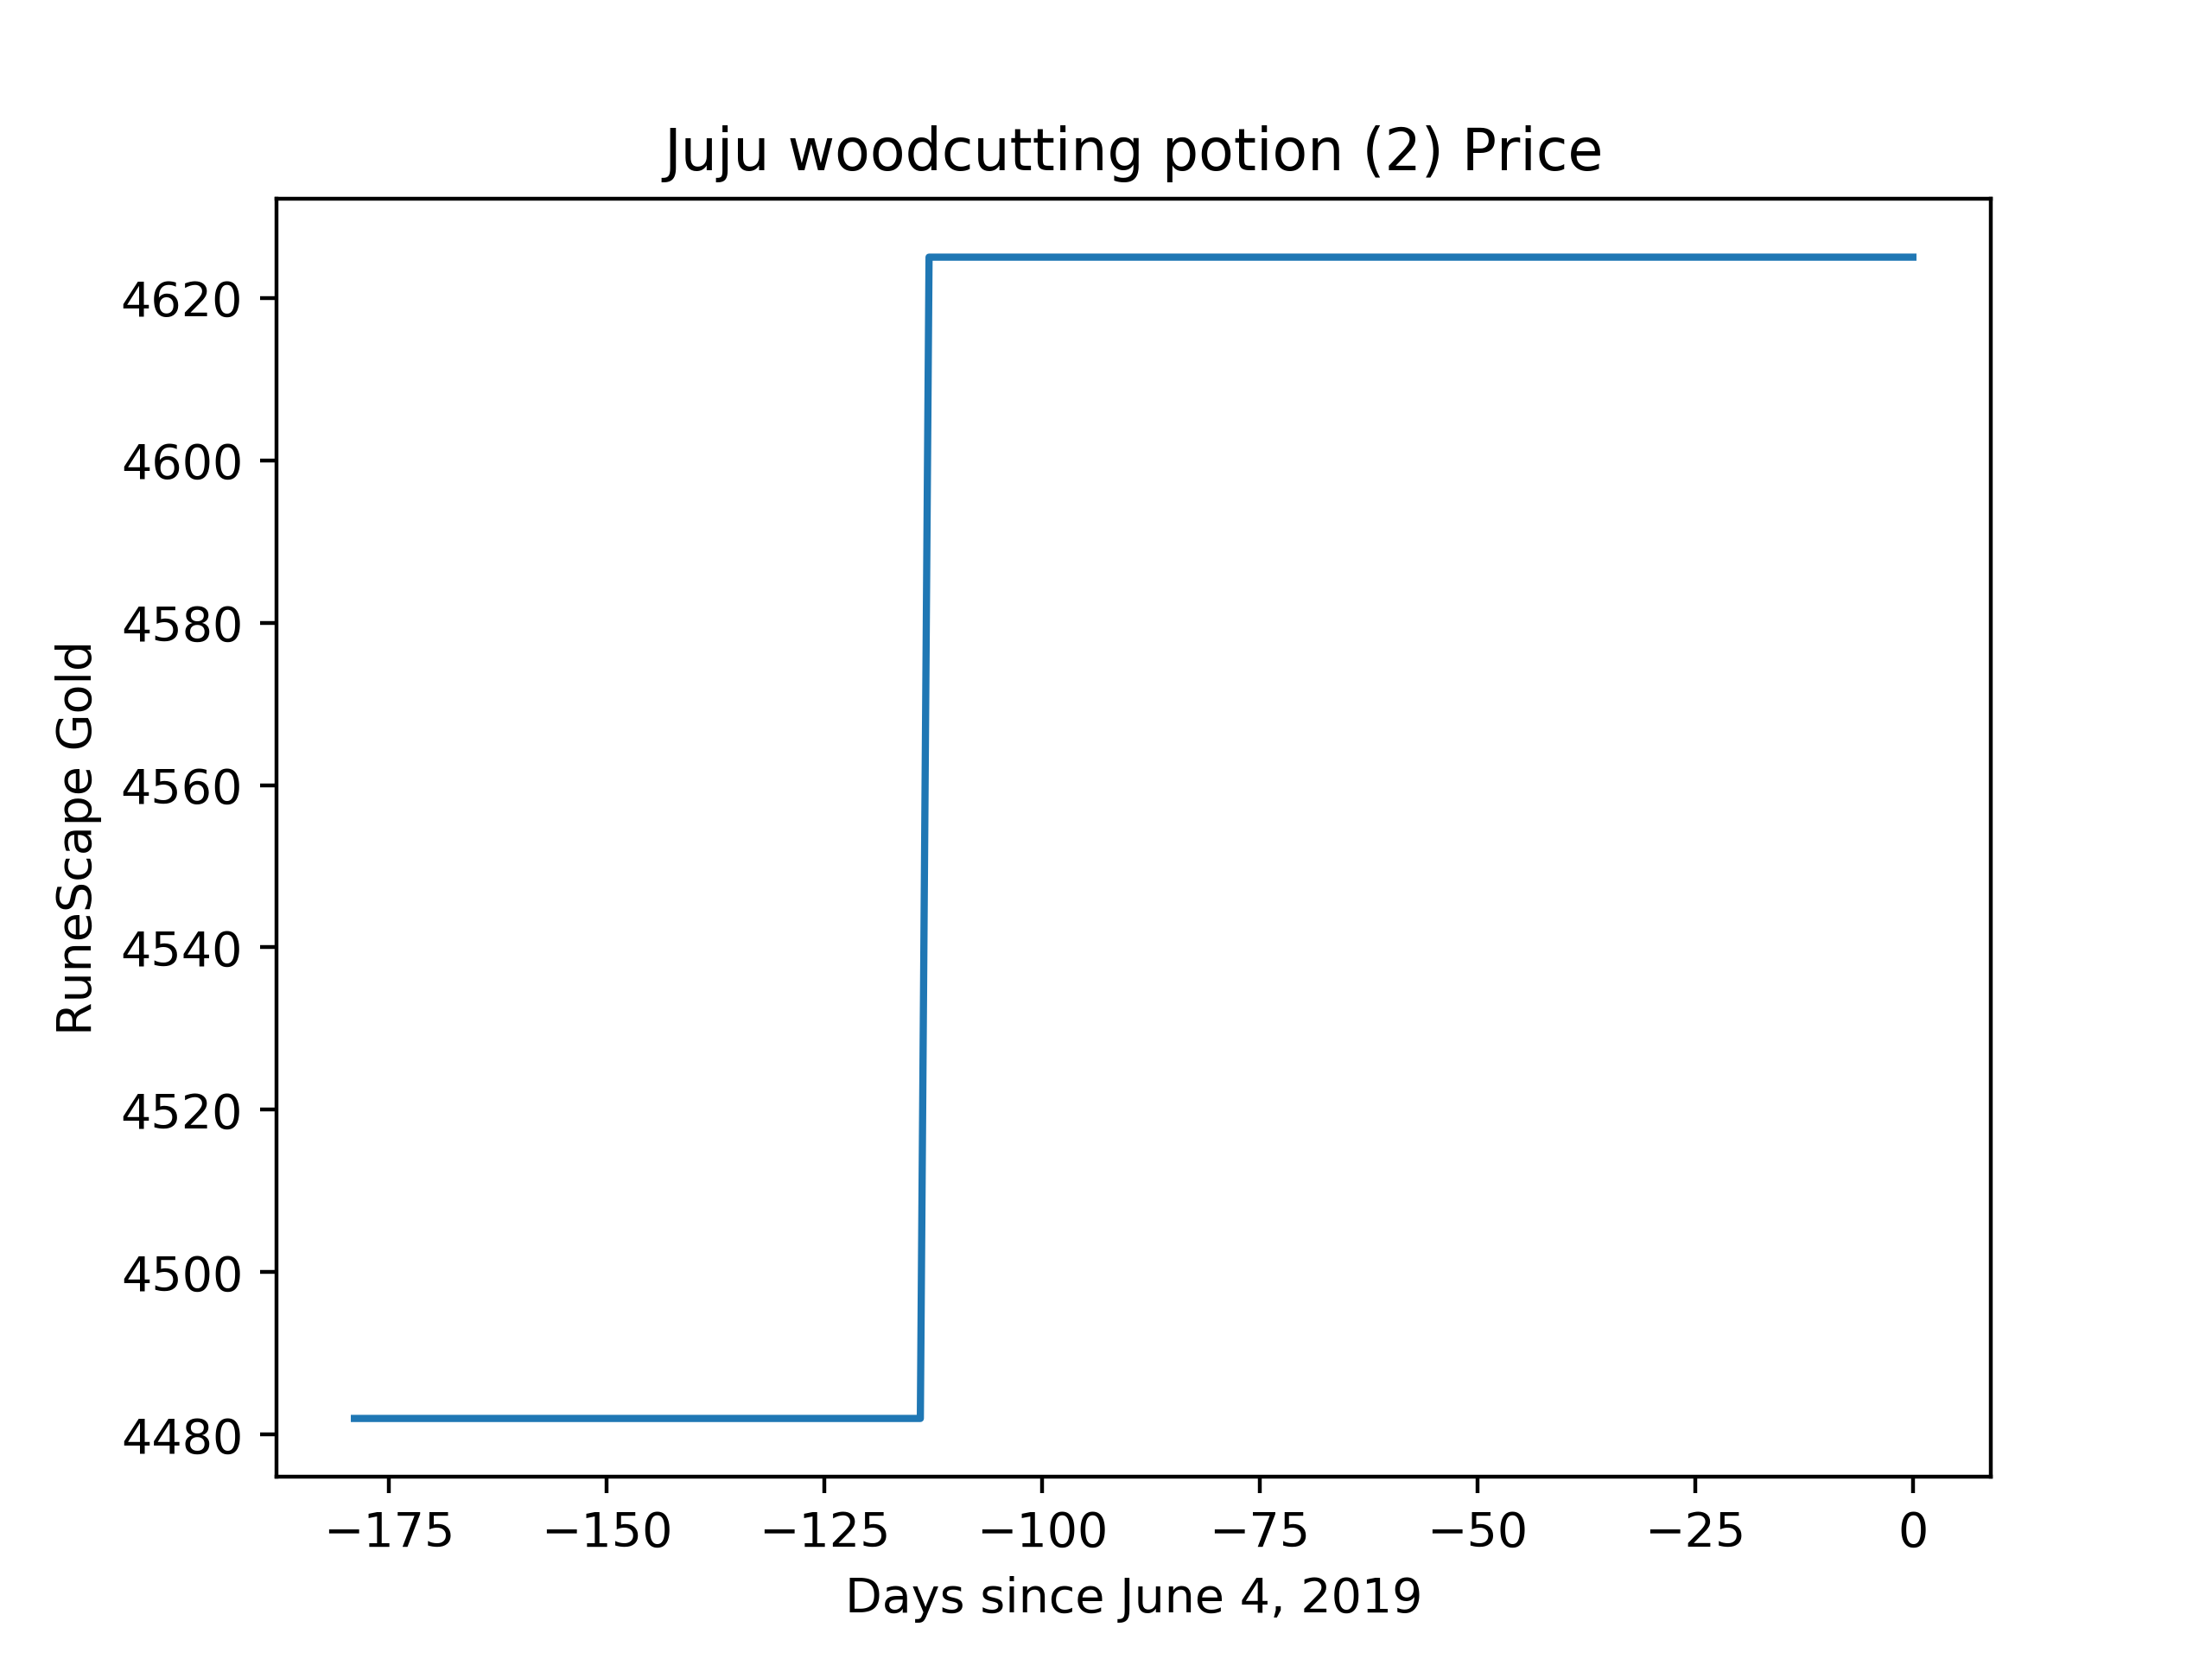 Juju woodcutting potion (2) Price
RuneScape Gold
4620
4600
4580
4560
4540
4520
4500
4480
−175 −150 −125 −100 −75 −50 −25 0
Days since June 4, 2019